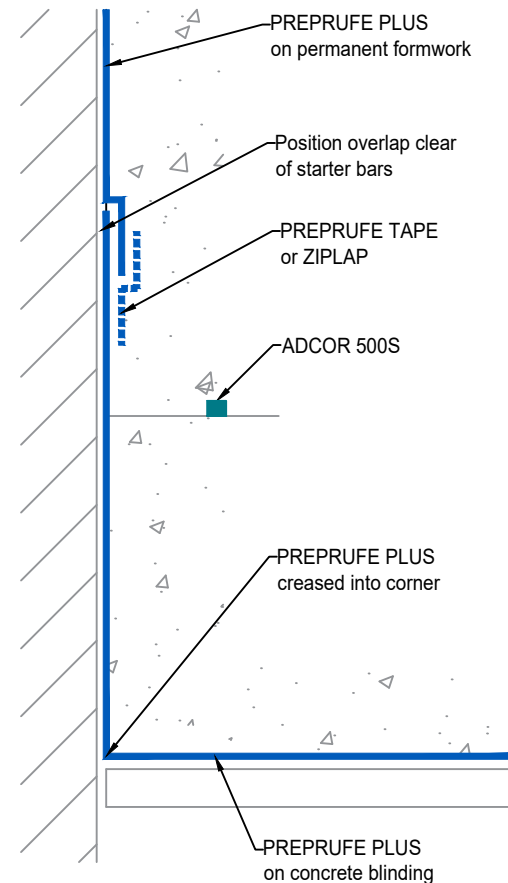 PREPRUFE PLUS
on permanent formwork
Position overlap clear
of starter bars
PREPRUFE TAPE
or ZIPLAP
ADCOR 500S
PREPRUFE PLUS
creased into corner
PREPRUFE PLUS
on concrete blinding